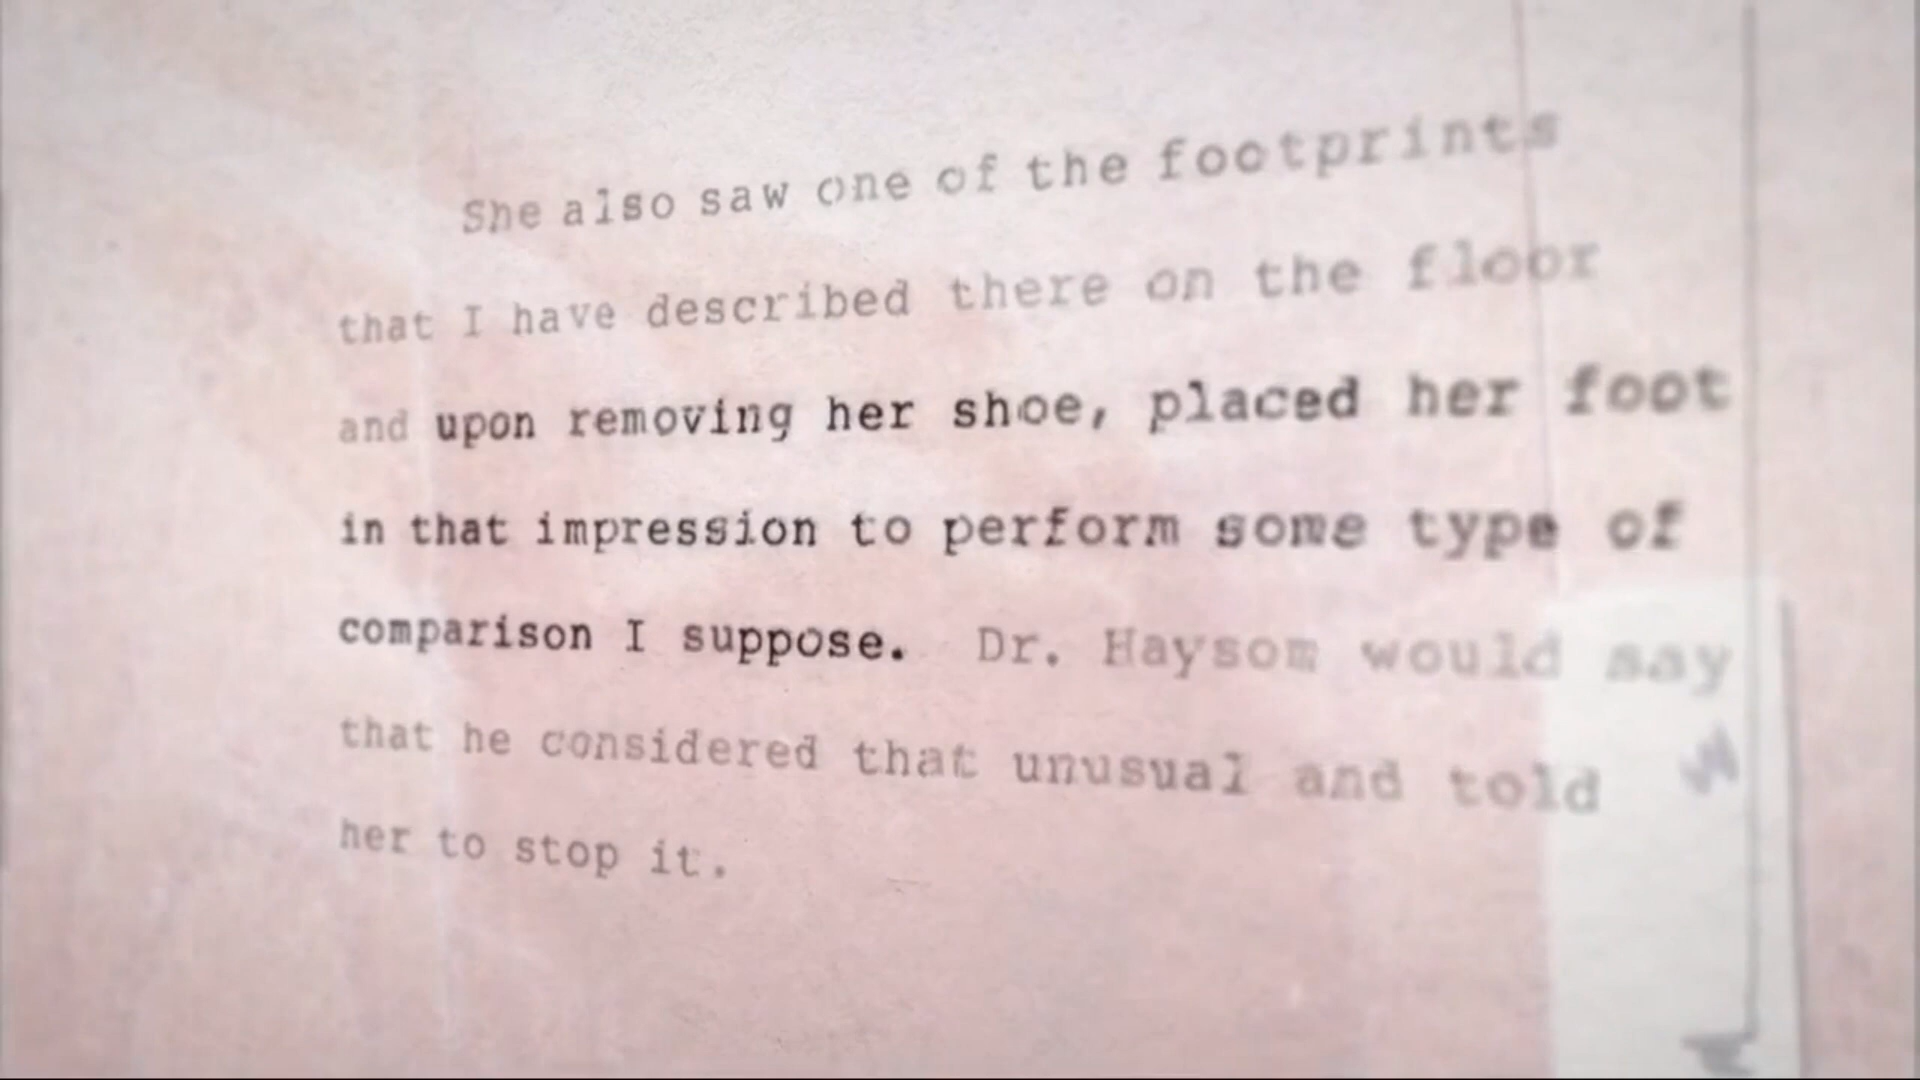 She also saw one of the footprints
that I have described there on the floor
and upon removing her shoe, placed her foot
in that impression to perform some type of
comparison I suppose. Dr. Haysom would say
that he considered that unusual and told
her to stop it.